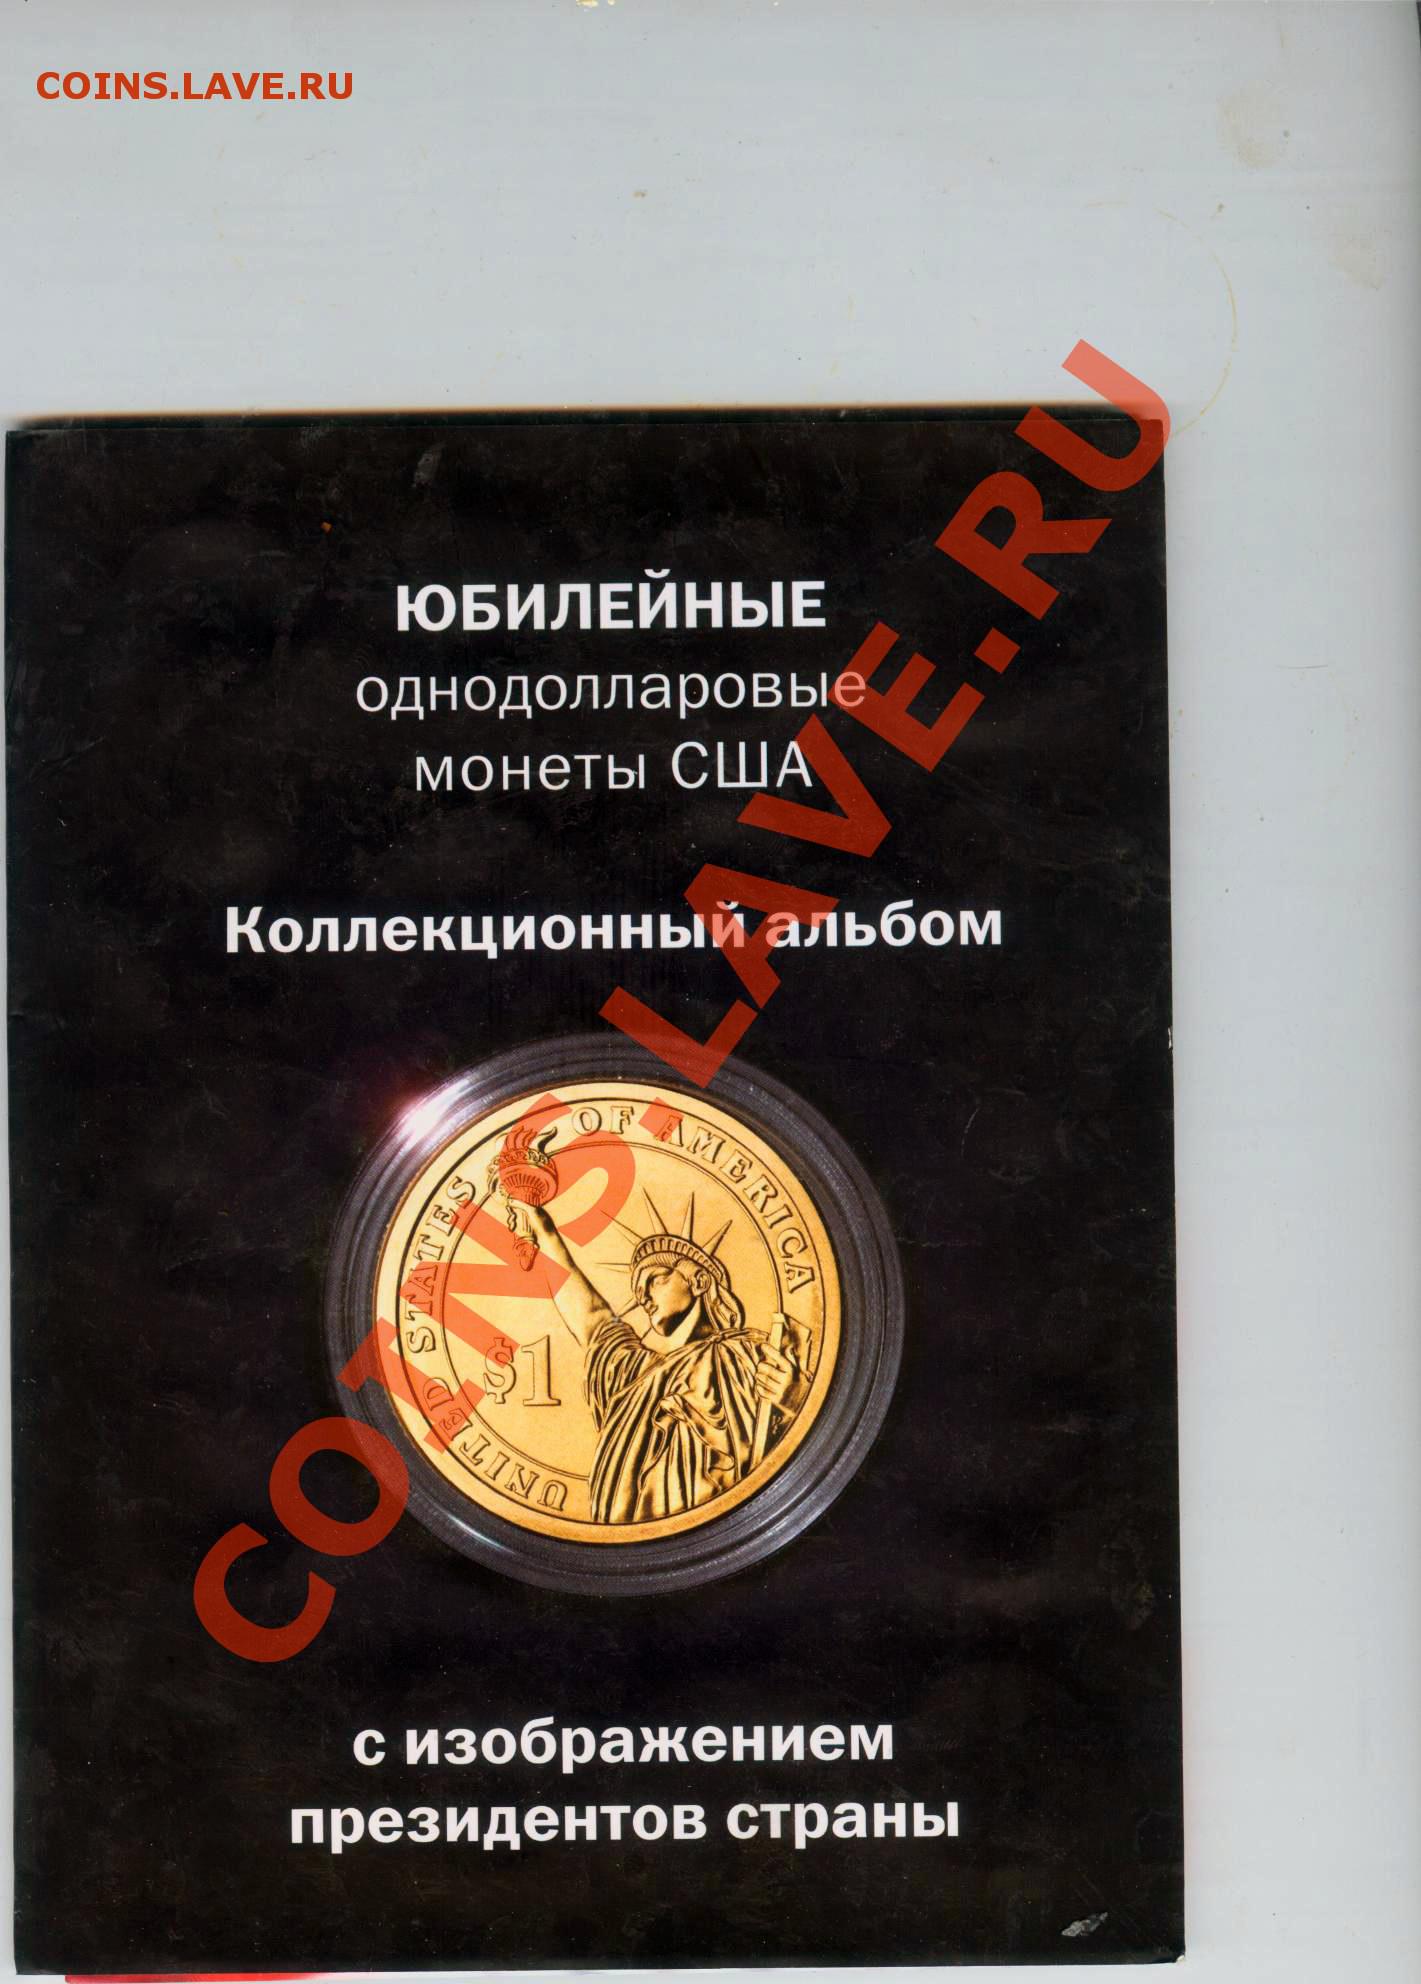 COINS.LAVE.RU
ЮБИЛЕЙНЫЕ
однодолларовые
монеты США
Коллекционный альбом
UNITED STATES OF AMERICA
$1
с изображением
президентов страны
COINS.LAVE.RU